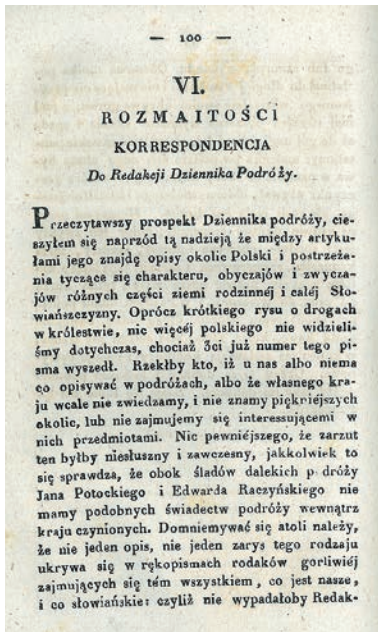 — 100 —
VI.
ROZMAITOŚCI
KORRESPONDENCJA
Do Redakcji Dziennika Podróży.
Przeczytawszy prospekt Dziennika podróży, cie-
szyłem się naprzód tą nadzieją że między artyku-
łami jego znajdę opisy okolic Polski i postrzeże-
nia tyczące się charakteru, obyczajów i zwycza-
jów różnych części ziemi rodzinnéj i całéj Sło-
wiańszczyzny. Oprócz krótkiego rysu o drogach
w królestwie, nic więcéj polskiego nie widzieli-
śmy dotychczas, chociaż 3ci już numer tego pi-
sma wyszedł. Rzekłby kto, iż u nas albo niema
co opisywać w podróżach, albo że własnego kra-
ju wcale nie zwiedzamy, i nie znamy piękniejszych
okolic, lub nie zajmujemy się interessującemi w
nich przedmiotami. Nic pewniejszego, że zarzut
ten byłby niesłuszny i zawczesny, jakkolwiek to
się sprawdza, że obok śladów dalekich p dróży
Jana Potockiego i Edwarda Raczyńskiego nie
mamy podobnych świadectw podróży wewnątrz
kraju czynionych. Domniemywać się atoli należy,
że nie jeden opis, nie jeden zarys tego rodzaju
ukrywa się w rękopismach rodaków gorliwiéj
zajmujących się tém wszystkiem, co jest nasze,
i co słowiańskie: czyliż nie wypadałoby Redak-